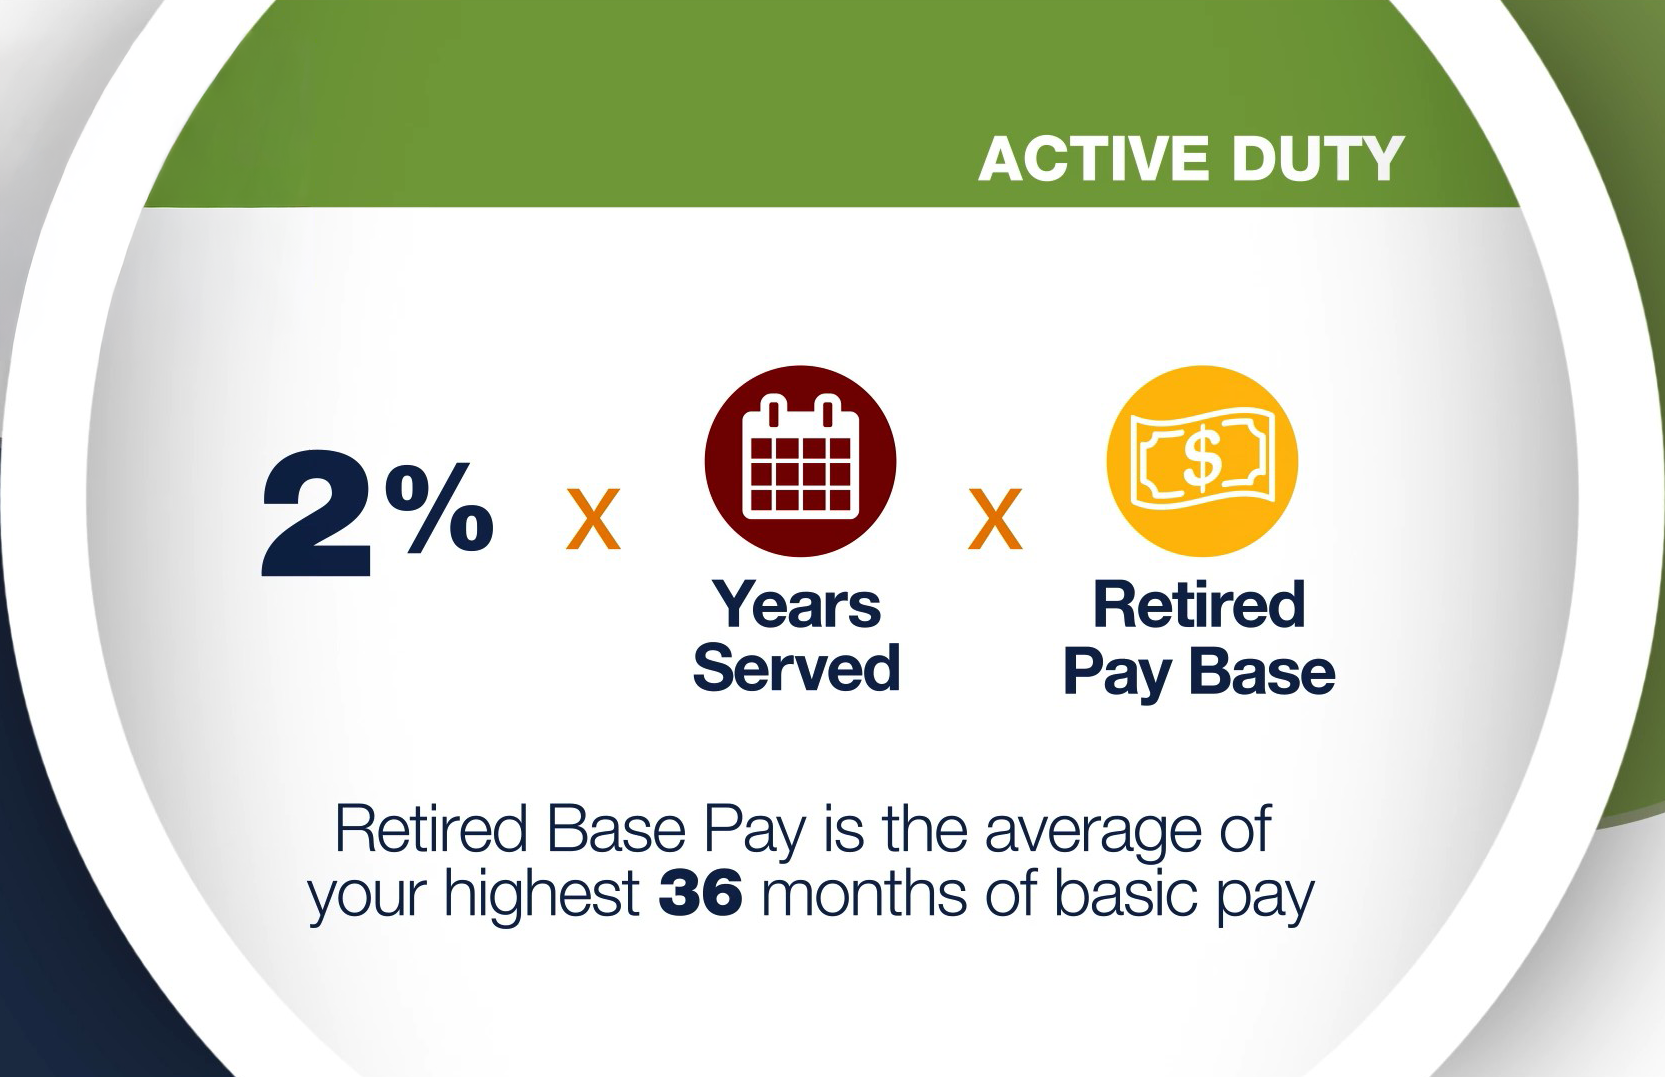 ACTIVE DUTY
2% x x
$
Years Served
Retired Pay Base
Retired Base Pay is the average of
your highest 36 months of basic pay